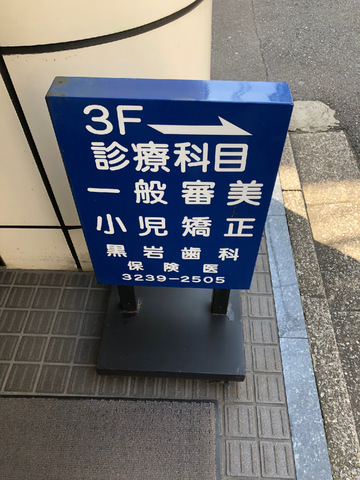 3F →
診療科目
一般審美
小児矯正
黒岩歯科
保険医
3239-2505